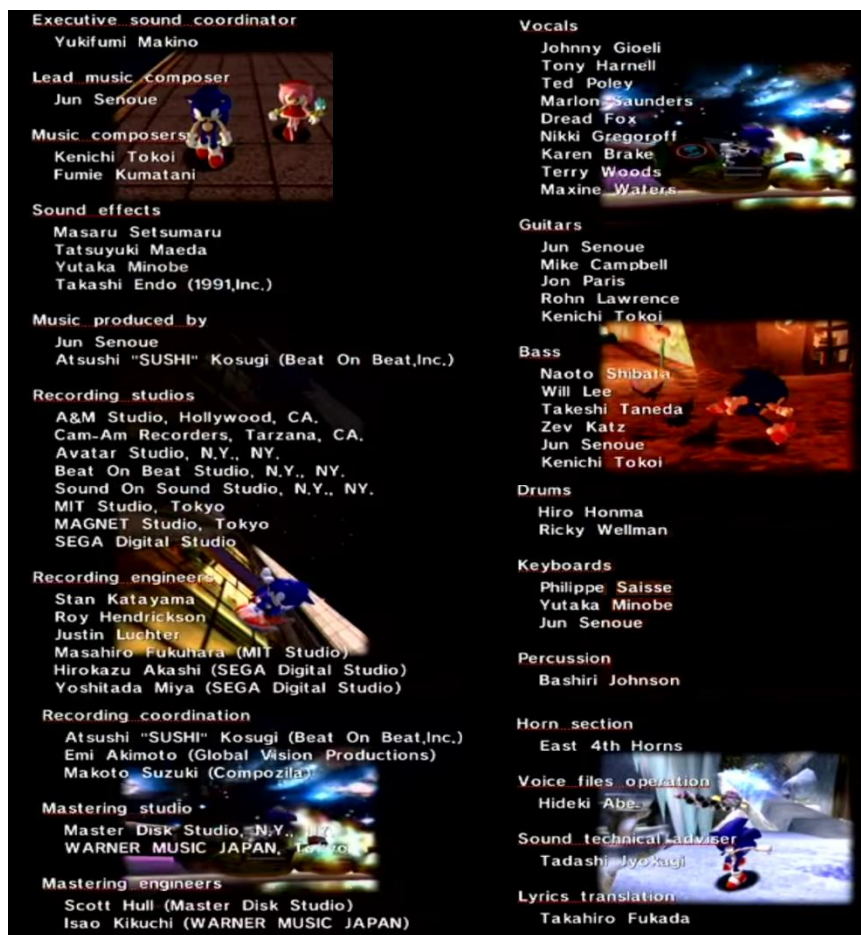 Executive sound coordinator
Yukifumi Makino
Lead music composer
Jun Senoue
Music composers
Kenichi Tokoi
Fumie Kumatani
Sound effects
Masaru Setsumaru
Tatsuyuki Maeda
Yutaka Minobe
Takashi Endo (1991,Inc.)
Music produced by
Jun Senoue
Atsushi "SUSHI" Kosugi (Beat On Beat,Inc.)
Recording studios
A&M Studio, Hollywood, CA.
Cam-Am Recorders, Tarzana, CA.
Avatar Studio, N.Y., NY.
Beat On Beat Studio, N.Y., NY.
Sound On Sound Studio, N.Y., NY.
MIT Studio, Tokyo
MAGNET Studio, Tokyo
SEGA Digital Studio
Recording engineers
Stan Katayama
Roy Hendrickson
Justin Luchter
Masahiro Fukuhara (MIT Studio)
Hirokazu Akashi (SEGA Digital Studio)
Yoshitada Miya (SEGA Digital Studio)
Recording coordination
Atsushi "SUSHI" Kosugi (Beat On Beat,Inc.)
Emi Akimoto (Global Vision Productions)
Makoto Suzuki (Compozila)
Mastering studio
Master Disk Studio, N.Y., NY.
WARNER MUSIC JAPAN, Tokyo
Mastering engineers
Scott Hull (Master Disk Studio)
Isao Kikuchi (WARNER MUSIC JAPAN)
Vocals
Johnny Gioeli
Tony Harnell
Ted Poley
Marlon Saunders
Dread Fox
Nikki Gregoroff
Karen Brake
Terry Woods
Maxine Waters
Guitars
Jun Senoue
Mike Campbell
Jon Paris
Rohn Lawrence
Kenichi Tokoi
Bass
Naoto Shibata
Will Lee
Takeshi Taneda
Zev Katz
Jun Senoue
Kenichi Tokoi
Drums
Hiro Honma
Ricky Wellman
Keyboards
Philippe Saisse
Yutaka Minobe
Jun Senoue
Percussion
Bashiri Johnson
Horn section
East 4th Horns
Voice files operation
Hideki Abe
Sound technical adviser
Tadashi Jyokagi
Lyrics translation
Takahiro Fukada